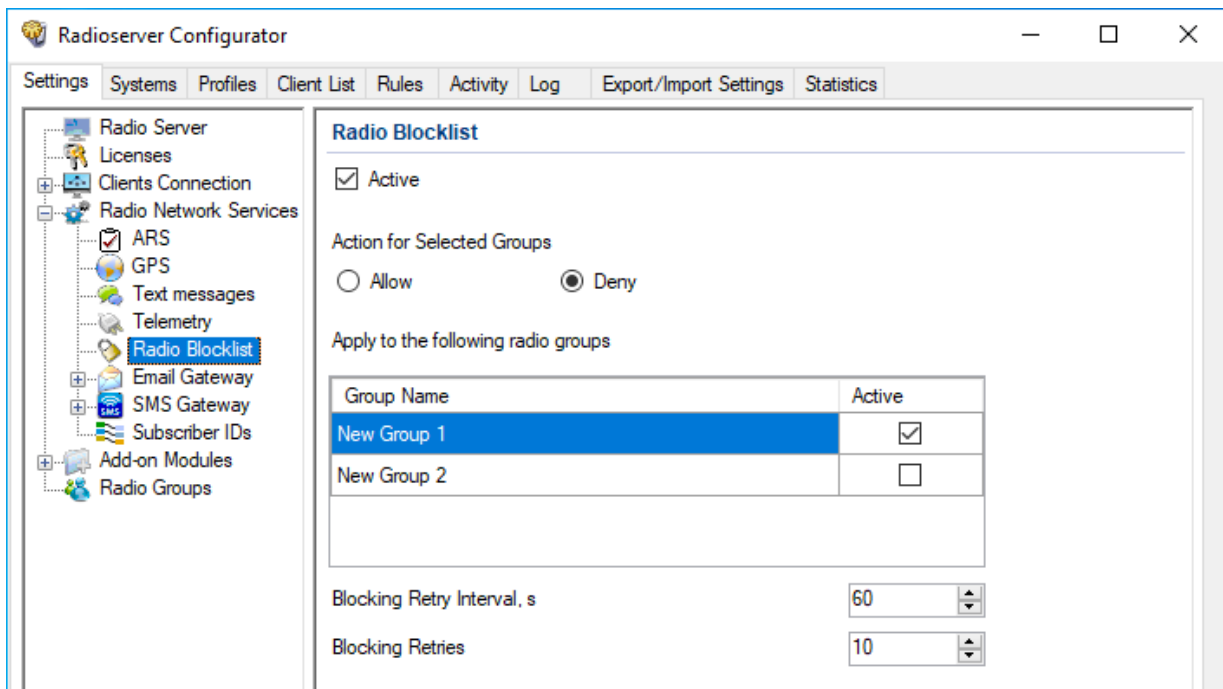 Radioserver Configurator
Settings Systems Profiles Client List Rules Activity Log Export/Import Settings Statistics
Radio Server
Licenses
Clients Connection
Radio Network Services
ARS
GPS
Text messages
Telemetry
Radio Blocklist
Email Gateway
SMS
SMS Gateway
Subscriber IDs
Add-on Modules
Radio Groups
Radio Blocklist
Active
Action for Selected Groups
Allow Deny
Apply to the following radio groups
Group Name Active
New Group 1
New Group 2
Blocking Retry Interval, s 60
Blocking Retries 10